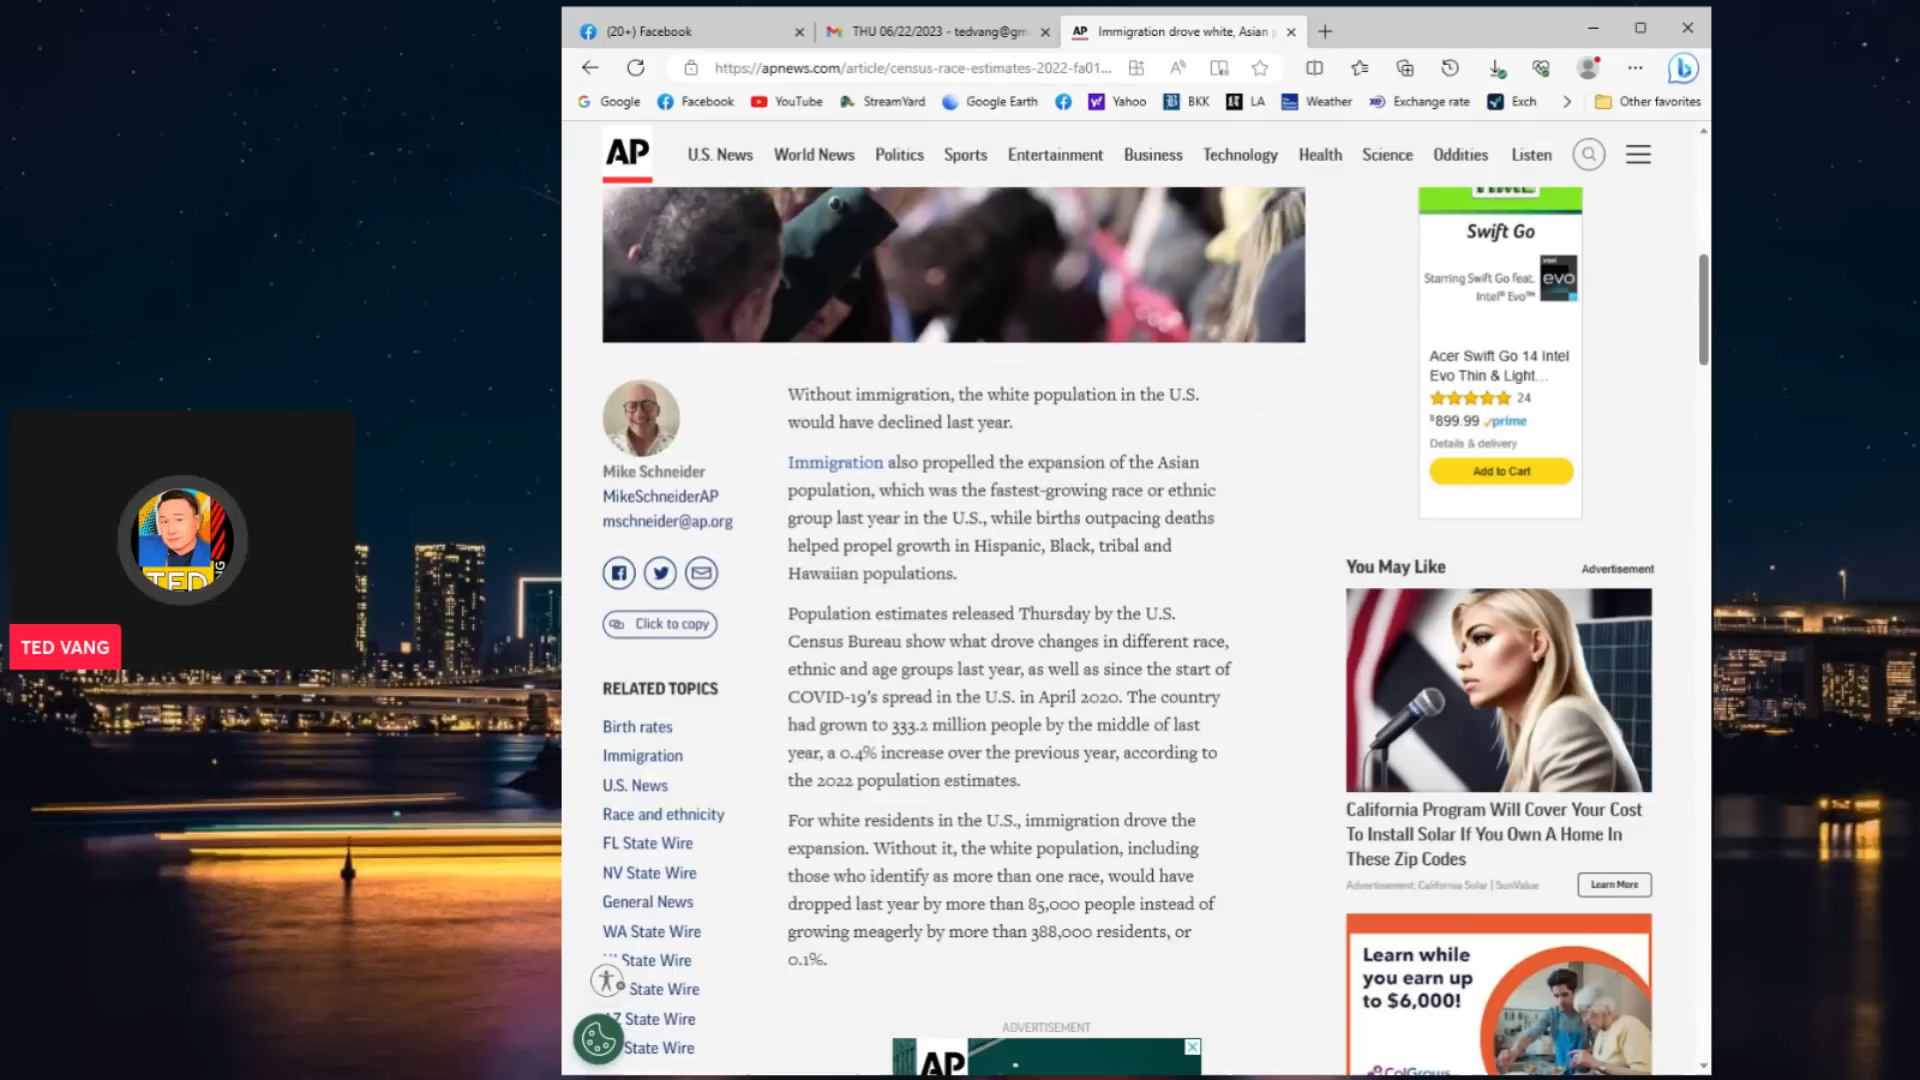 (20+) Facebook
THU 06/22/2023 - tedvang@gm
Immigration drove white, Asian p
https://apnews.com/article/census-race-estimates-2022-fa01...
Google
Facebook
YouTube
StreamYard
Google Earth
Yahoo
BKK
LA
Weather
Exchange rate
Exch
Other favorites
AP
U.S. News
World News
Politics
Sports
Entertainment
Business
Technology
Health
Science
Oddities
Listen
Swift Go
Starring Swift Go feat.
Intel® Evo™
intel
evo
Acer Swift Go 14 Intel
Evo Thin & Light...
24
$899.99 prime
Details & delivery
Add to Cart
Mike Schneider
MikeSchneiderAP
mschneider@ap.org
Click to copy
RELATED TOPICS
Birth rates
Immigration
U.S. News
Race and ethnicity
FL State Wire
NV State Wire
General News
WA State Wire
State Wire
State Wire
Z State Wire
State Wire
Without immigration, the white population in the U.S.
would have declined last year.
Immigration also propelled the expansion of the Asian
population, which was the fastest-growing race or ethnic
group last year in the U.S., while births outpacing deaths
helped propel growth in Hispanic, Black, tribal and
Hawaiian populations.
Population estimates released Thursday by the U.S.
Census Bureau show what drove changes in different race,
ethnic and age groups last year, as well as since the start of
COVID-19's spread in the U.S. in April 2020. The country
had grown to 333.2 million people by the middle of last
year, a 0.4% increase over the previous year, according to
the 2022 population estimates.
For white residents in the U.S., immigration drove the
expansion. Without it, the white population, including
those who identify as more than one race, would have
dropped last year by more than 85,000 people instead of
growing meagerly by more than 388,000 residents, or
0.1%.
ADVERTISEMENT
AP
You May Like
Advertisement
California Program Will Cover Your Cost
To Install Solar If You Own A Home In
These Zip Codes
Advertisement: California Solar | SunValue
Learn More
Learn while
you earn up
to $6,000!
CalGrows
TED
NG
TED VANG